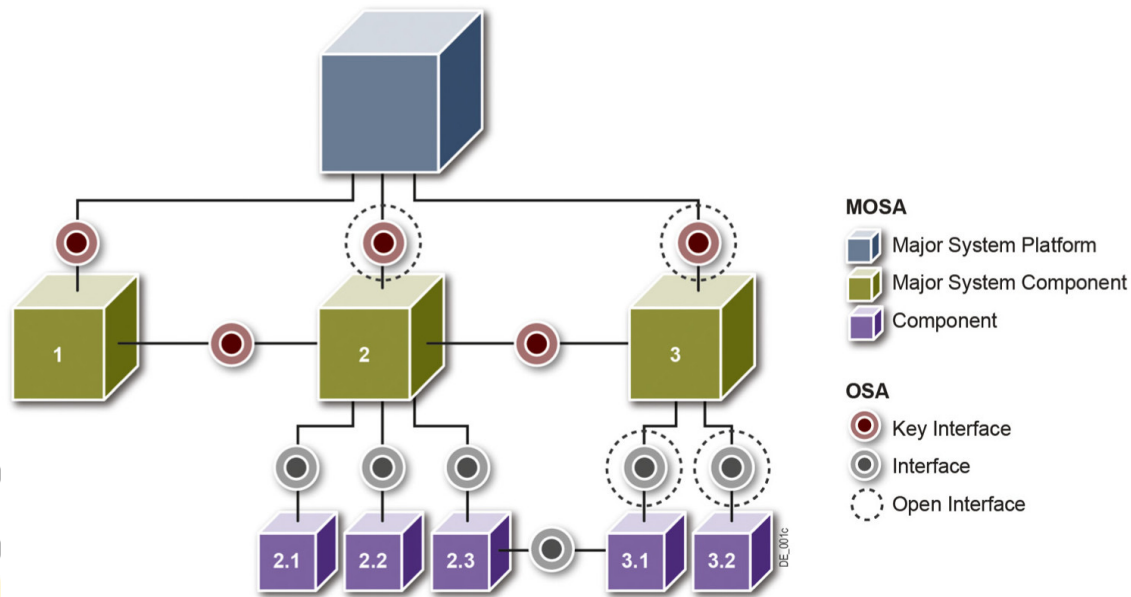 MOSA
Major System Platform
Major System Component
Component
1
2
3
OSA
Key Interface
Interface
Open Interface
2.1
2.2
2.3
3.1
3.2
DE_001c